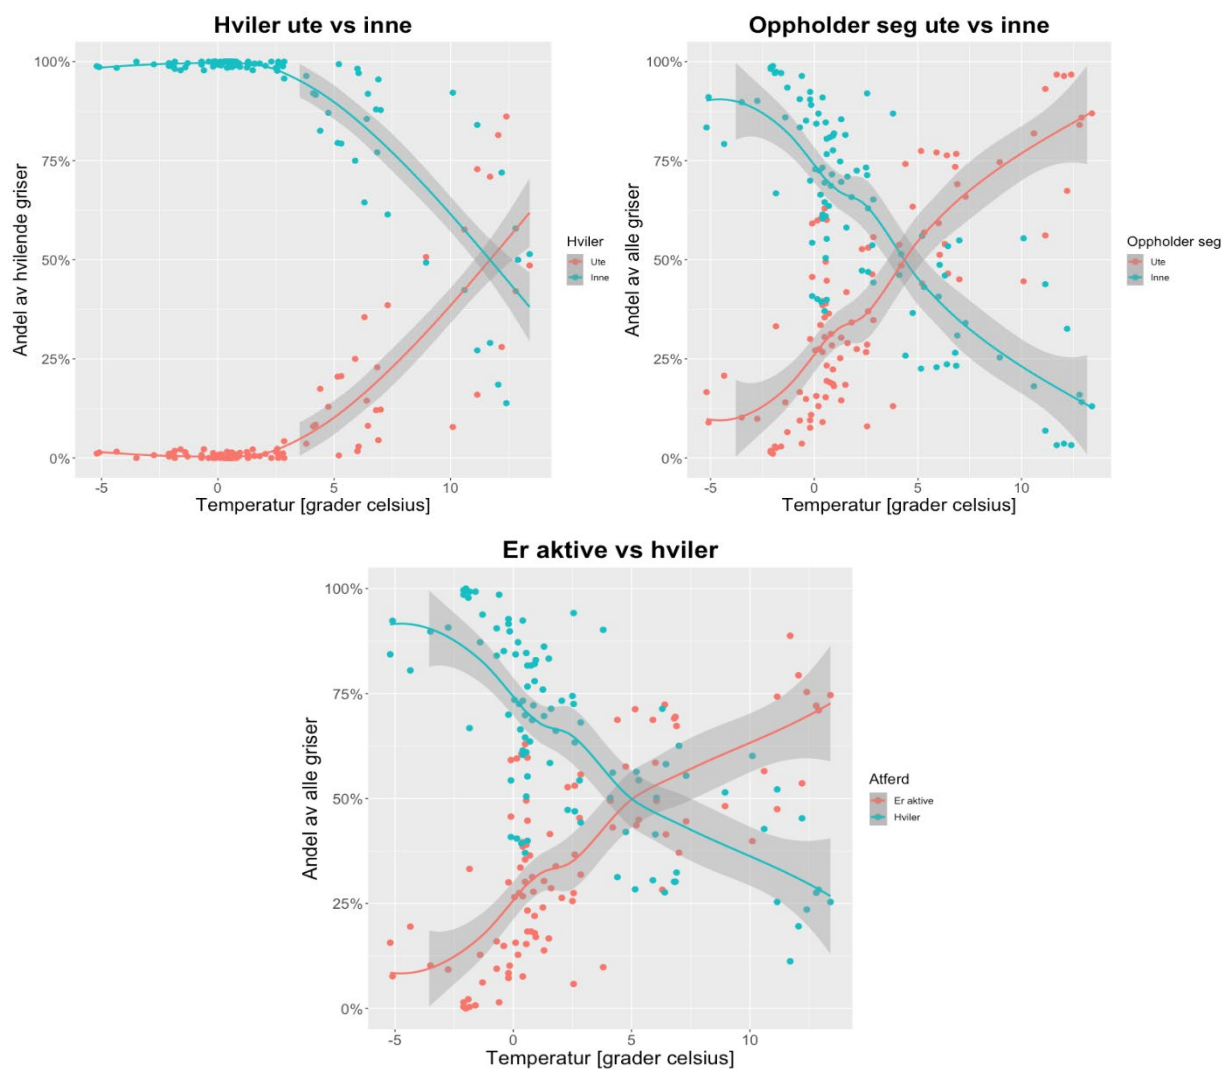 Hviler ute vs inne
Andel av hvilende griser
100%
75%
50%
25%
0%
-5
0
5
10
Temperatur [grader celsius]
Hviler
Ute
Inne
Oppholder seg ute vs inne
Andel av alle griser
100%
75%
50%
25%
0%
-5
0
5
10
Temperatur [grader celsius]
Oppholder seg
Ute
Inne
Er aktive vs hviler
Andel av alle griser
100%
75%
50%
25%
0%
-5
0
5
10
Temperatur [grader celsius]
Atferd
Er aktive
Hviler